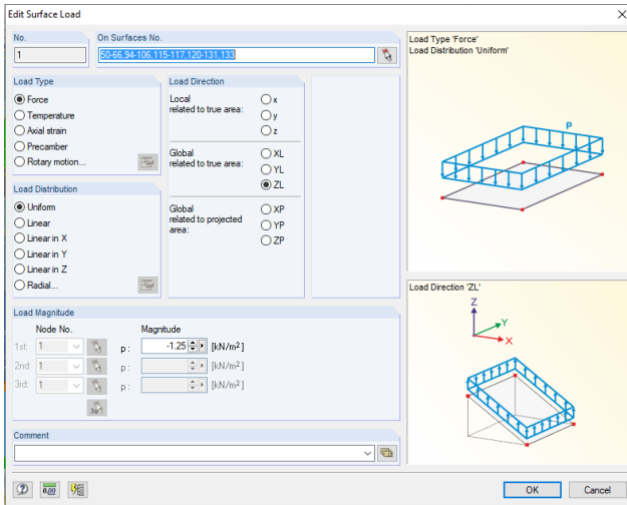 Edit Surface Load
No.
1
On Surfaces No.
50-66,94-106,115-117,120-131,133
Load Type
Force
Temperature
Axial strain
Precamber
Rotary motion...
Load Direction
Local
related to true area:
x
y
z
Global
related to true area:
XL
YL
ZL
Global
related to projected
area:
XP
YP
ZP
Load Distribution
Uniform
Linear
Linear in X
Linear in Y
Linear in Z
Radial...
Load Magnitude
Node No. Magnitude
1st: 1 p : -1.25 [kN/m2]
2nd: 1 p : [kN/m2]
3rd: 1 p : [kN/m2]
Comment
OK Cancel
Load Type 'Force'
Load Distribution 'Uniform'
p
Load Direction 'ZL'
Z
Y
X